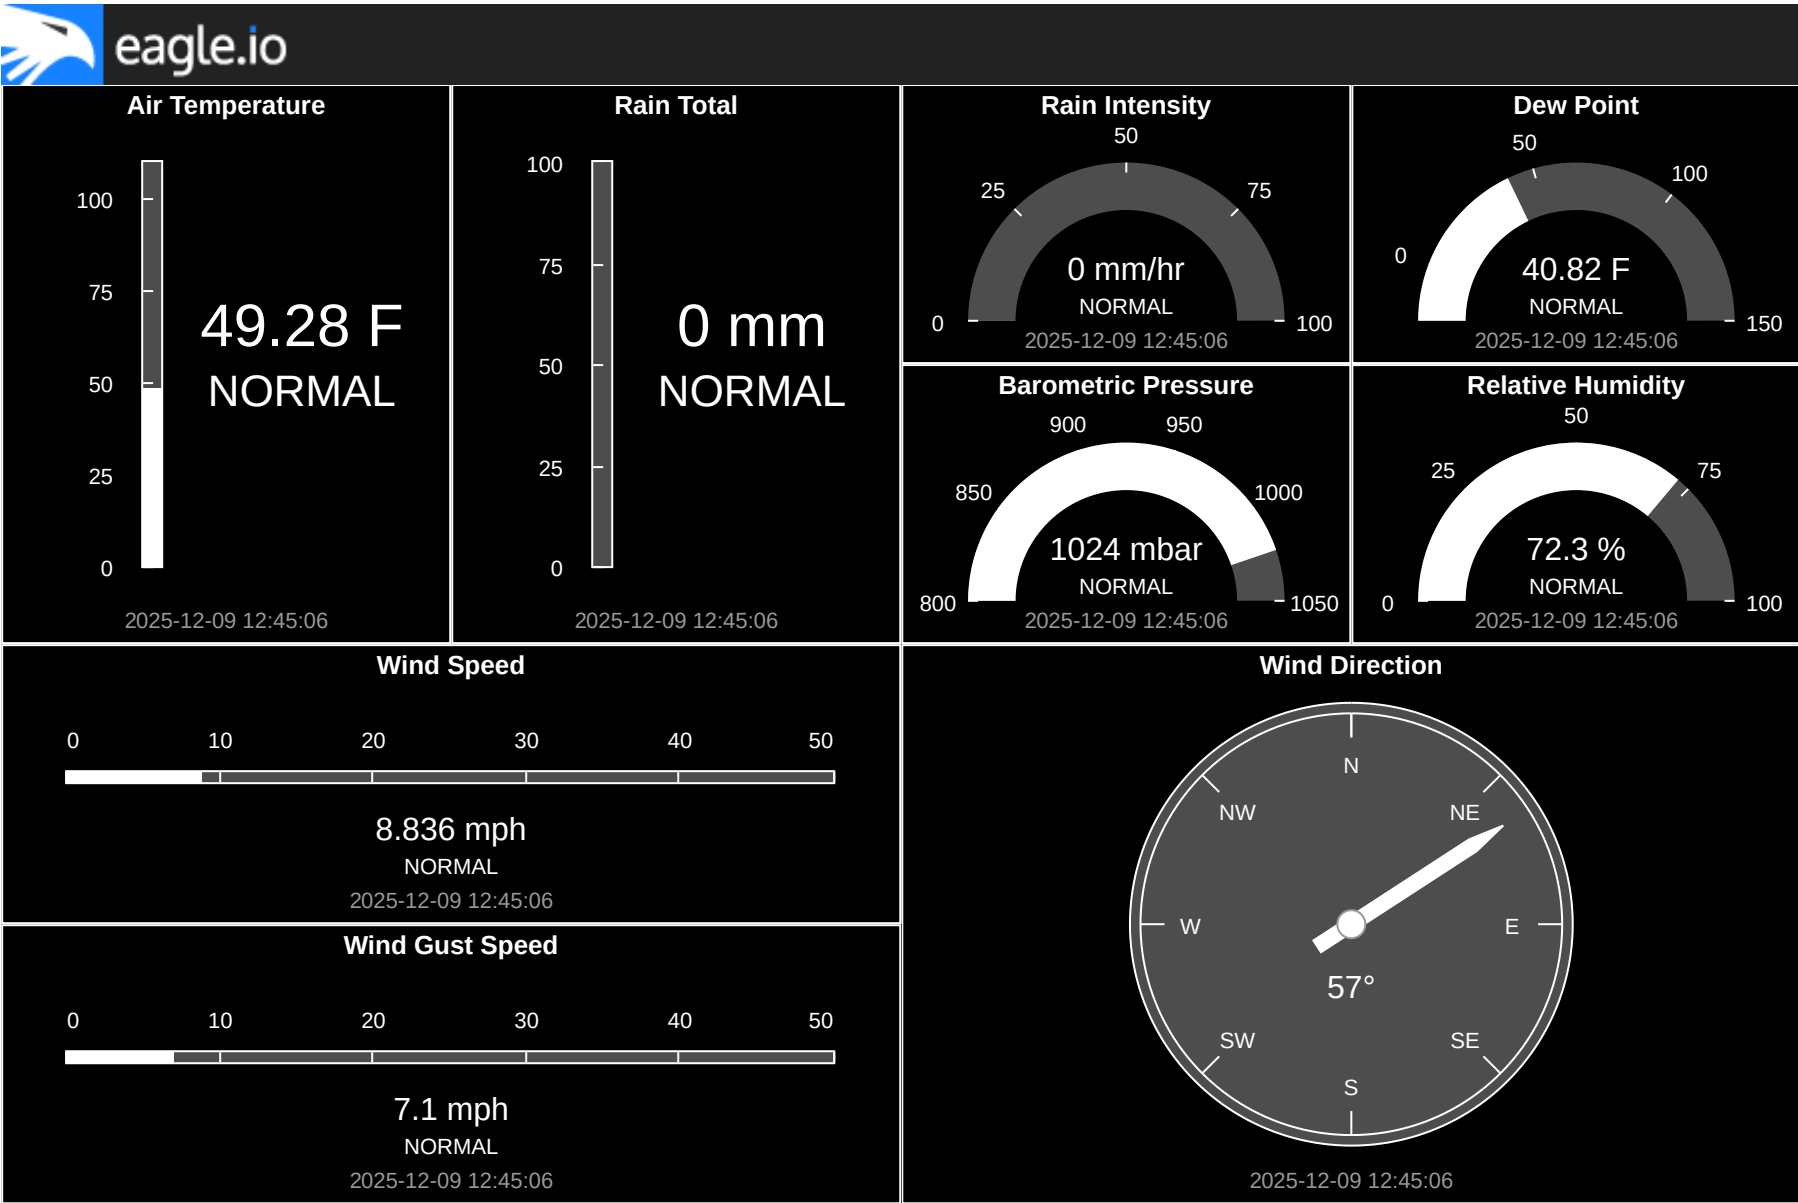 eagle.io
Air Temperature
100
75
50
25
0
49.28 F
NORMAL
2025-12-09 12:45:06
Rain Total
100
75
50
25
0
0 mm
NORMAL
2025-12-09 12:45:06
Rain Intensity
0
25
50
75
100
0 mm/hr
NORMAL
2025-12-09 12:45:06
Dew Point
0
50
100
150
40.82 F
NORMAL
2025-12-09 12:45:06
Barometric Pressure
800
850
900
950
1000
1050
1024 mbar
NORMAL
2025-12-09 12:45:06
Relative Humidity
0
25
50
75
100
72.3 %
NORMAL
2025-12-09 12:45:06
Wind Speed
0 10 20 30 40 50
8.836 mph
NORMAL
2025-12-09 12:45:06
Wind Gust Speed
0 10 20 30 40 50
7.1 mph
NORMAL
2025-12-09 12:45:06
Wind Direction
N
NW NE
W E
57°
SW SE
S
2025-12-09 12:45:06